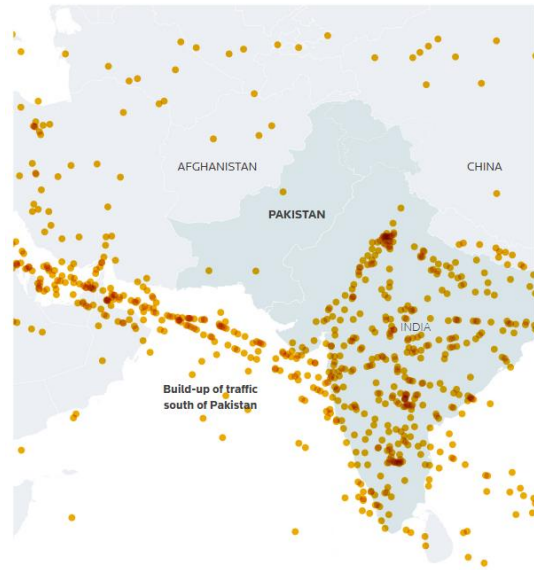 AFGHANISTAN
CHINA
PAKISTAN
INDIA
Build-up of traffic
south of Pakistan